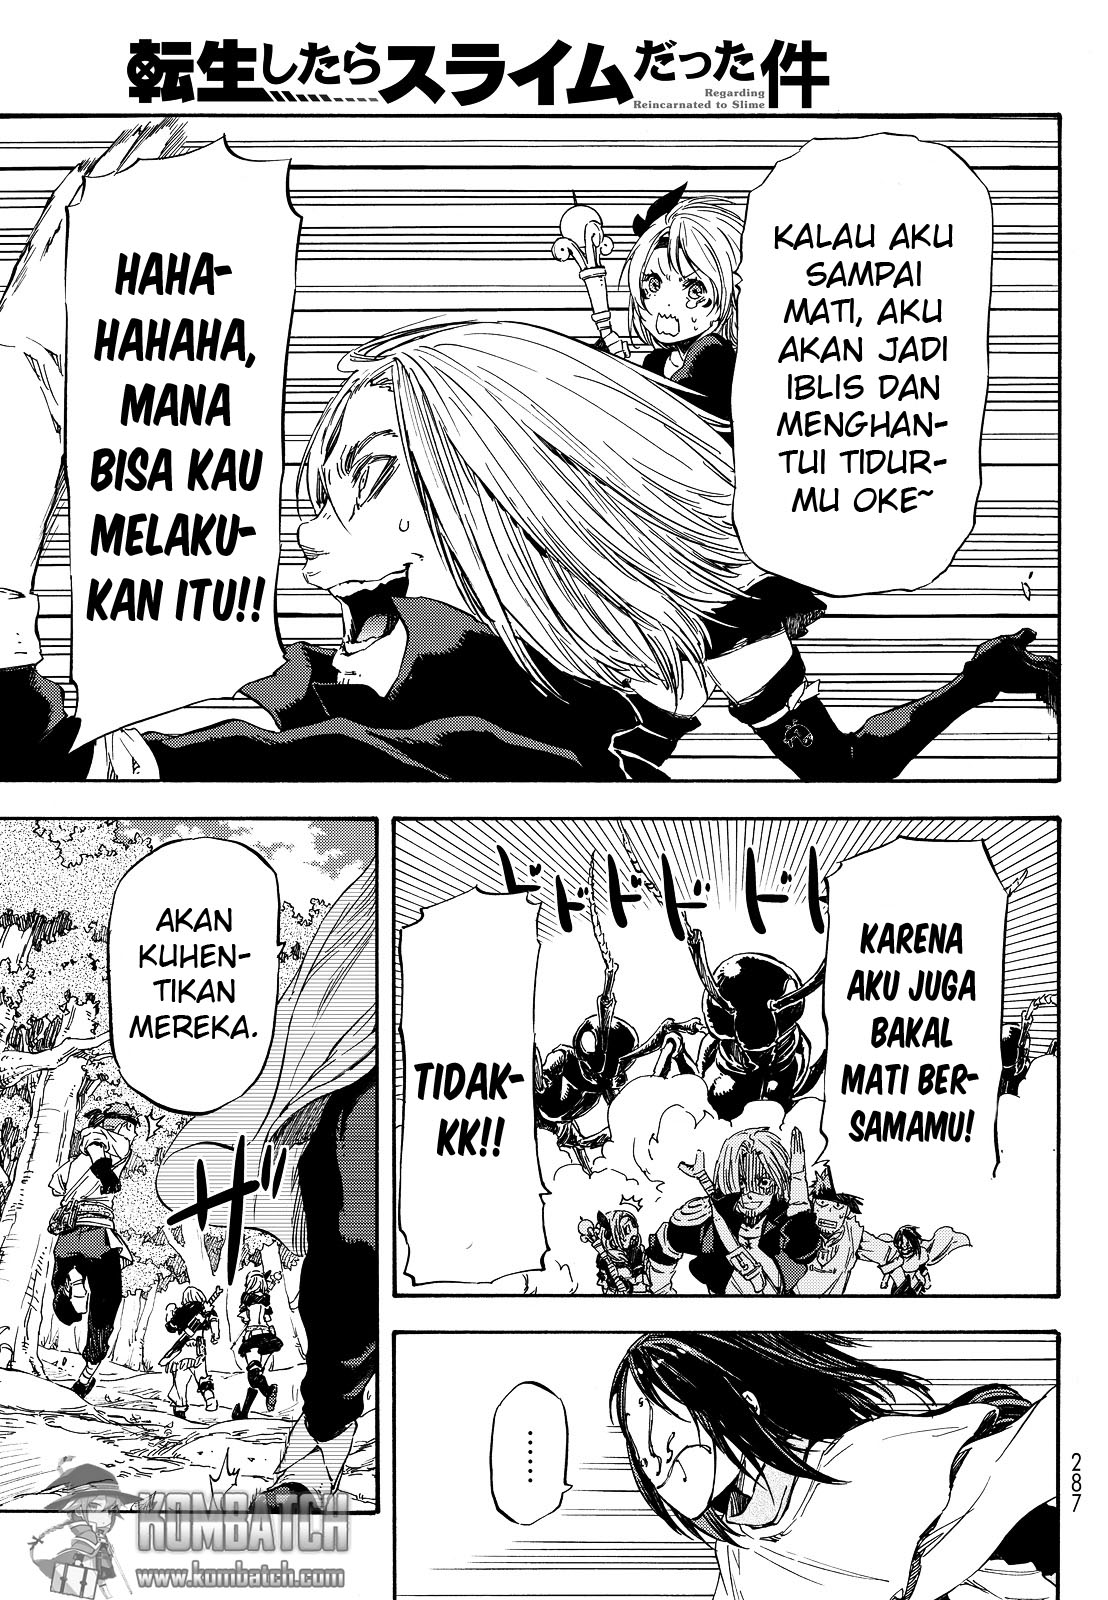 転生したらスライムだった件
Regarding
Reincarnated to Slime
KALAU AKU
SAMPAI
MATI, AKU
AKAN JADI
IBLIS DAN
MENGHAN-
TUI TIDUR-
MU OKE~
HAHA-
HAHAHA,
MANA
BISA KAU
MELAKU-
KAN ITU!!
KARENA
AKU JUGA
BAKAL
MATI BER-
SAMAMU!
ドドドドド
TIDAK-
KK!!
......
AKAN
KUHEN-
TIKAN
MEREKA.
ザッ
287
KOMBATCH
www.kombatch.com